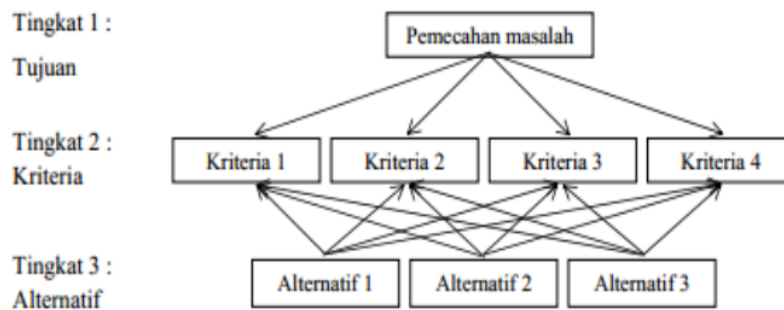 Tingkat 1 :
Tujuan
Pemecahan masalah
Tingkat 2 :
Kriteria
Kriteria 1
Kriteria 2
Kriteria 3
Kriteria 4
Tingkat 3 :
Alternatif
Alternatif 1
Alternatif 2
Alternatif 3